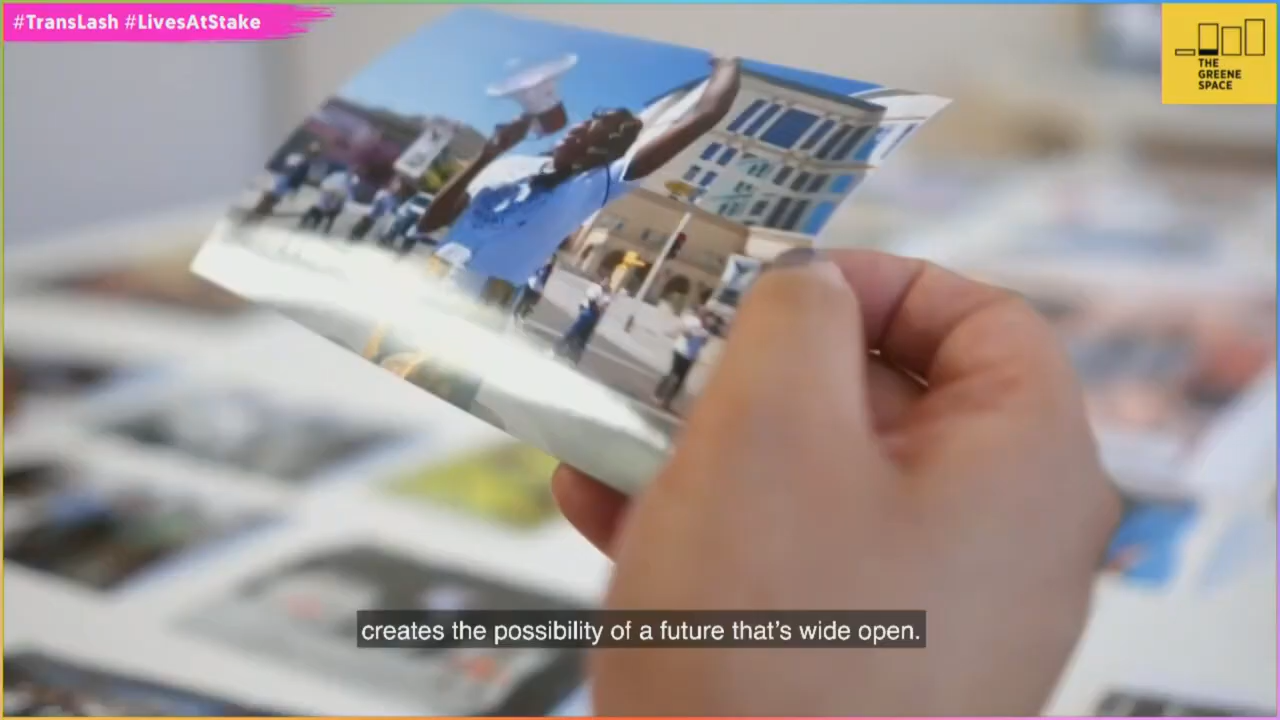 #TransLash #LivesAtStake
THE
GREENE
SPACE
creates the possibility of a future that's wide open.